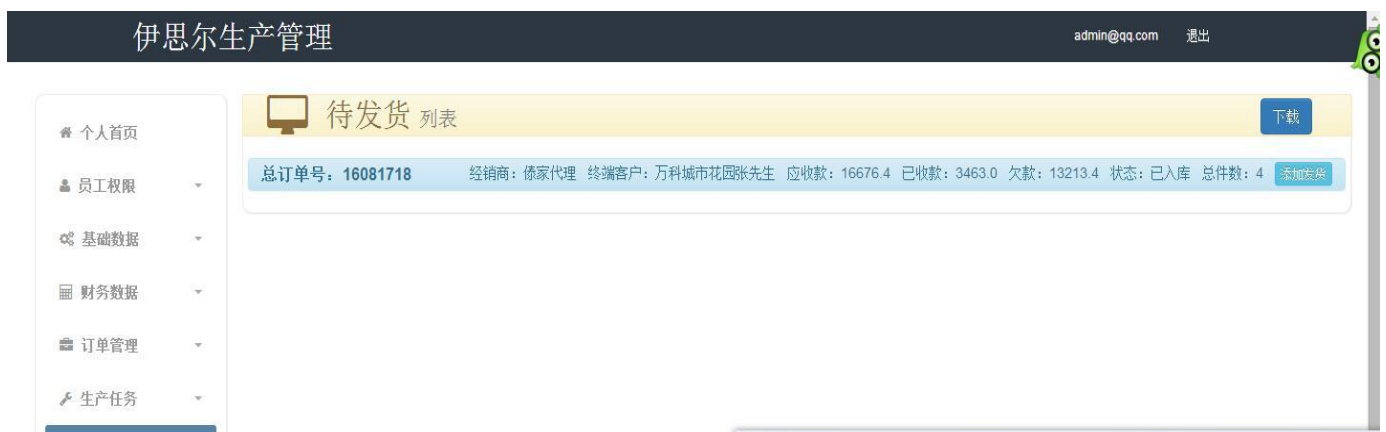 伊思尔生产管理 admin@qq.com 退出
待发货 列表 下载
个人首页
总订单号：16081718 经销商：傣家代理 终端客户：万科城市花园张先生 应收款：16676.4 已收款：3463.0 欠款：13213.4 状态：已入库 总件数：4 添加发货
员工权限
基础数据
财务数据
订单管理
生产任务